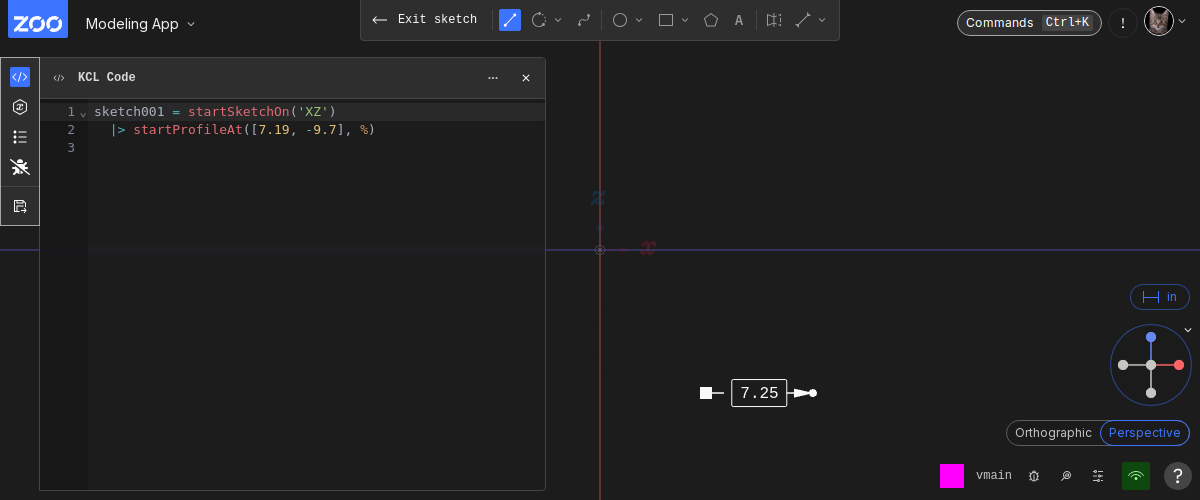 ZOO
Modeling App
Exit sketch
A
Commands Ctrl+K
!
KCL Code
1 sketch001 = startSketchOn('XZ')
2 |> startProfileAt([7.19, -9.7], %)
3
z
x
in
7.25
Orthographic Perspective
vmain
?